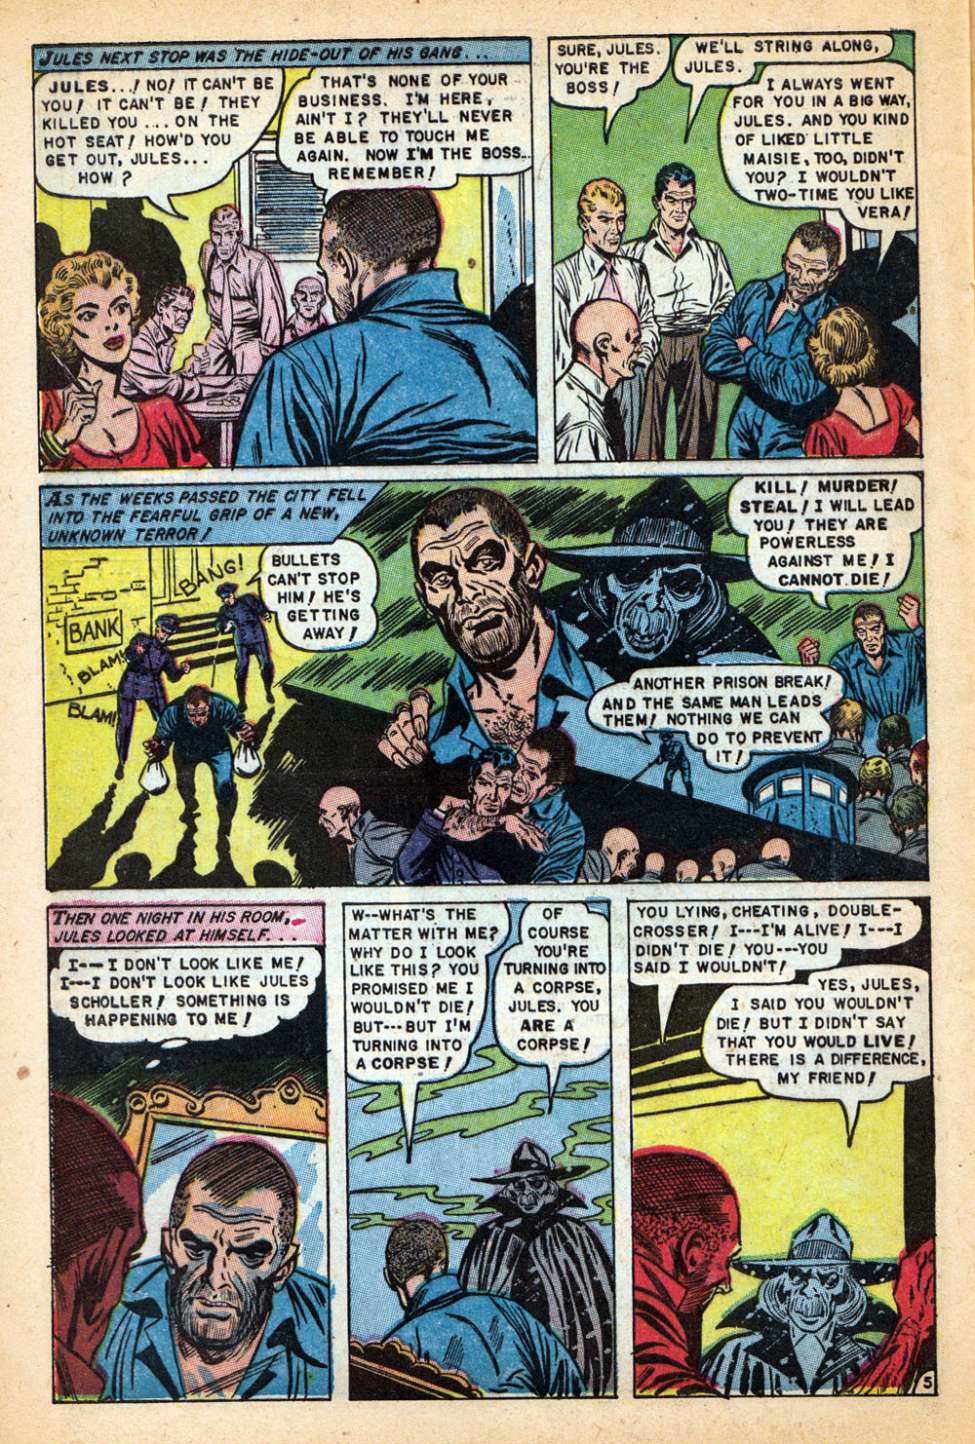 JULES NEXT STOP WAS THE HIDE-OUT OF HIS GANG...
JULES...! NO! IT CAN'T BE
YOU! IT CAN'T BE! THEY
KILLED YOU... ON THE
HOT SEAT! HOW'D YOU
GET OUT, JULES...
HOW?
THAT'S NONE OF YOUR
BUSINESS. I'M HERE,
AIN'T I? THEY'LL NEVER
BE ABLE TO TOUCH ME
AGAIN. NOW I'M THE BOSS...
REMEMBER!
SURE, JULES.
YOU'RE THE
BOSS!
WE'LL STRING ALONG,
JULES.
I ALWAYS WENT
FOR YOU IN A BIG WAY,
JULES. AND YOU KIND
OF LIKED LITTLE
MAISIE, TOO, DIDN'T
YOU? I WOULDN'T
TWO-TIME YOU LIKE
VERA!
AS THE WEEKS PASSED THE CITY FELL
INTO THE FEARFUL GRIP OF A NEW,
UNKNOWN TERROR!
BANG!
BANK
BLAM!
BLAM!
BULLETS
CAN'T STOP
HIM! HE'S
GETTING
AWAY!
KILL! MURDER!
STEAL! I WILL LEAD
YOU! THEY ARE
POWERLESS
AGAINST ME! I
CANNOT DIE!
ANOTHER PRISON BREAK!
AND THE SAME MAN LEADS
THEM! NOTHING WE CAN
DO TO PREVENT
IT!
THEN ONE NIGHT IN HIS ROOM,
JULES LOOKED AT HIMSELF...
I--I DON'T LOOK LIKE ME!
I--I DON'T LOOK LIKE JULES
SCHOLLER! SOMETHING IS
HAPPENING TO ME!
W--WHAT'S THE
MATTER WITH ME?
WHY DO I LOOK
LIKE THIS? YOU
PROMISED ME I
WOULDN'T DIE!
BUT---BUT I'M
TURNING INTO
A CORPSE!
OF
COURSE
YOU'RE
TURNING INTO
A CORPSE,
JULES. YOU
ARE A
CORPSE!
YOU LYING, CHEATING, DOUBLE-
CROSSER! I---I'M ALIVE! I---I
DIDN'T DIE! YOU---YOU
SAID I WOULDN'T!
YES, JULES,
I SAID YOU WOULDN'T
DIE! BUT I DIDN'T SAY
THAT YOU WOULD LIVE!
THERE IS A DIFFERENCE,
MY FRIEND!
5